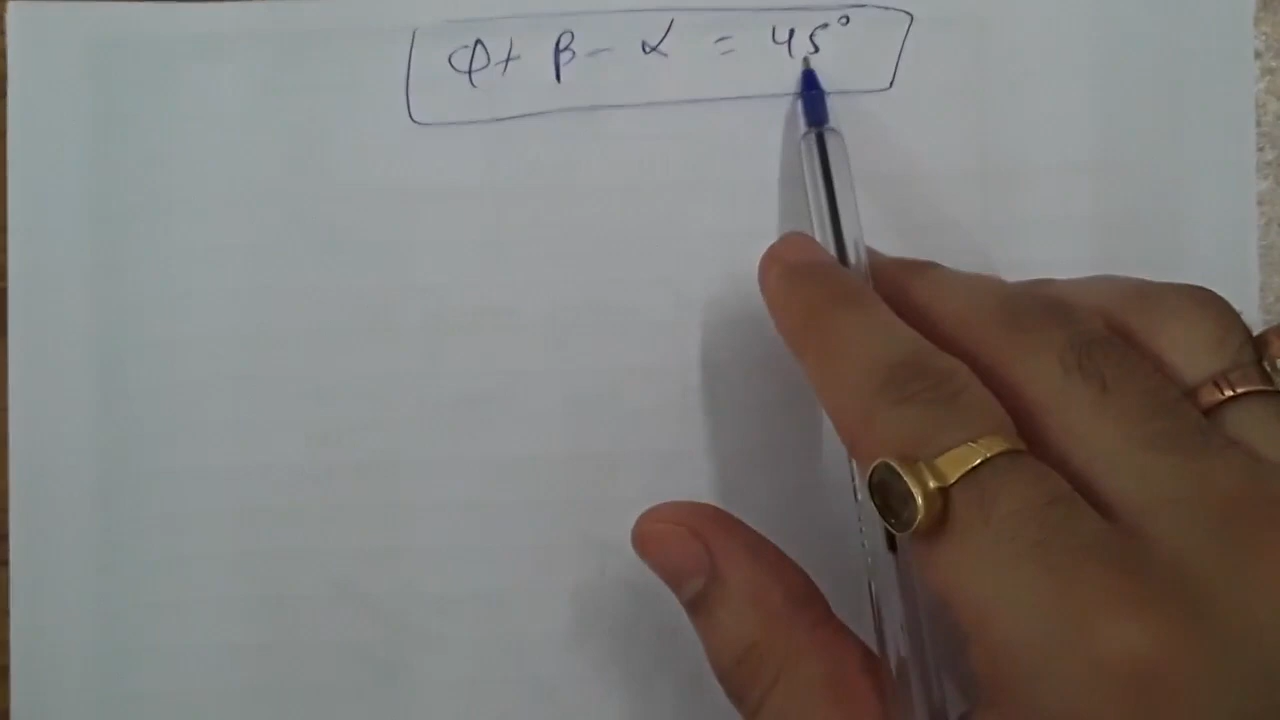 φ + β - α = 45°